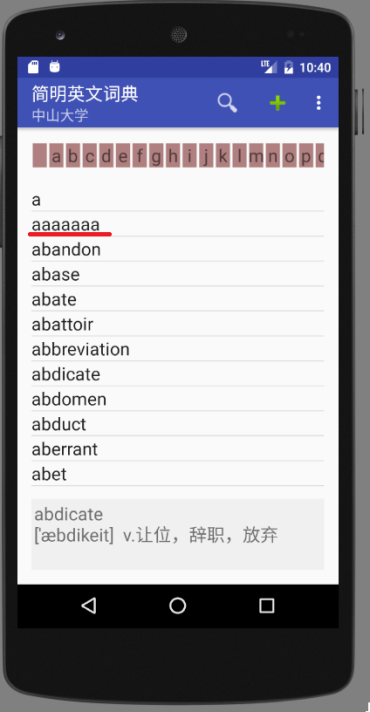 LTE 10:40
简明英文词典
中山大学
a b c d e f g h i j k l m n o p
a
aaaaaaa
abandon
abase
abate
abattoir
abbreviation
abdicate
abdomen
abduct
aberrant
abet
abdicate
['æbdikeit] v.让位，辞职，放弃